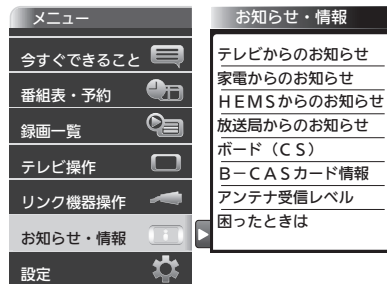 メニュー
今すぐできること
番組表・予約
録画一覧
テレビ操作
リンク機器操作
お知らせ・情報
設定
お知らせ・情報
テレビからのお知らせ
家電からのお知らせ
ＨＥＭＳからのお知らせ
放送局からのお知らせ
ボード（ＣＳ）
Ｂ－ＣＡＳカード情報
アンテナ受信レベル
困ったときは